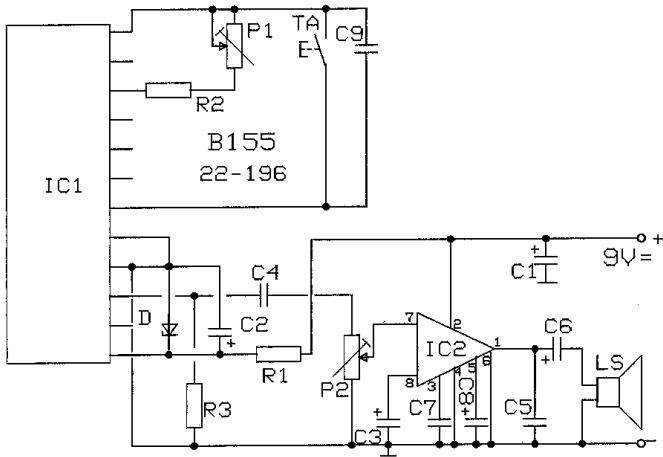 P1
TA
C9
R2
B155
22-196
IC1
+
9V=
C4
+
C1
D
C2
+
7
2
IC2
1
C6
+
LS
R1
P2
8
3
4
5
6
R3
+
C3
C7
+
C8
C5
-